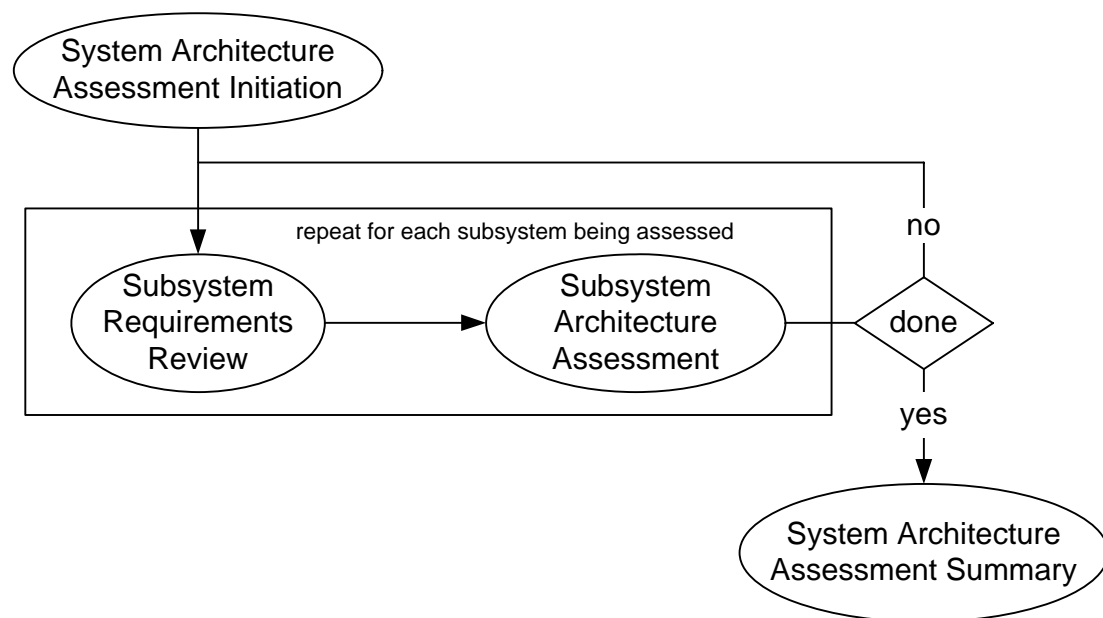 System Architecture
Assessment Initiation
repeat for each subsystem being assessed
no
Subsystem
Requirements
Review
Subsystem
Architecture
Assessment
done
yes
System Architecture
Assessment Summary